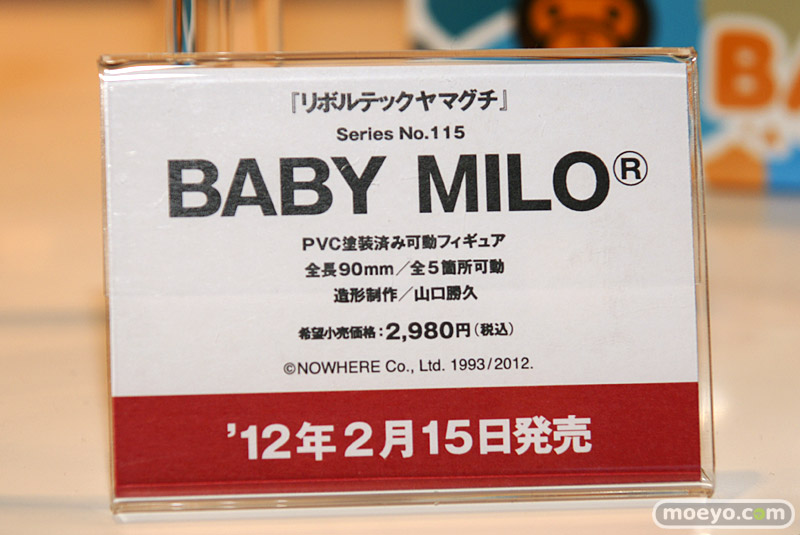 『リボルテックヤマグチ』
Series No.115
BABY MILO®
PVC塗装済み可動フィギュア
全長90mm/全5箇所可動
造形制作/山口勝久
希望小売価格:2,980円(税込)
©NOWHERE Co., Ltd. 1993/2012.
’12年2月15日発売
moeyo.com